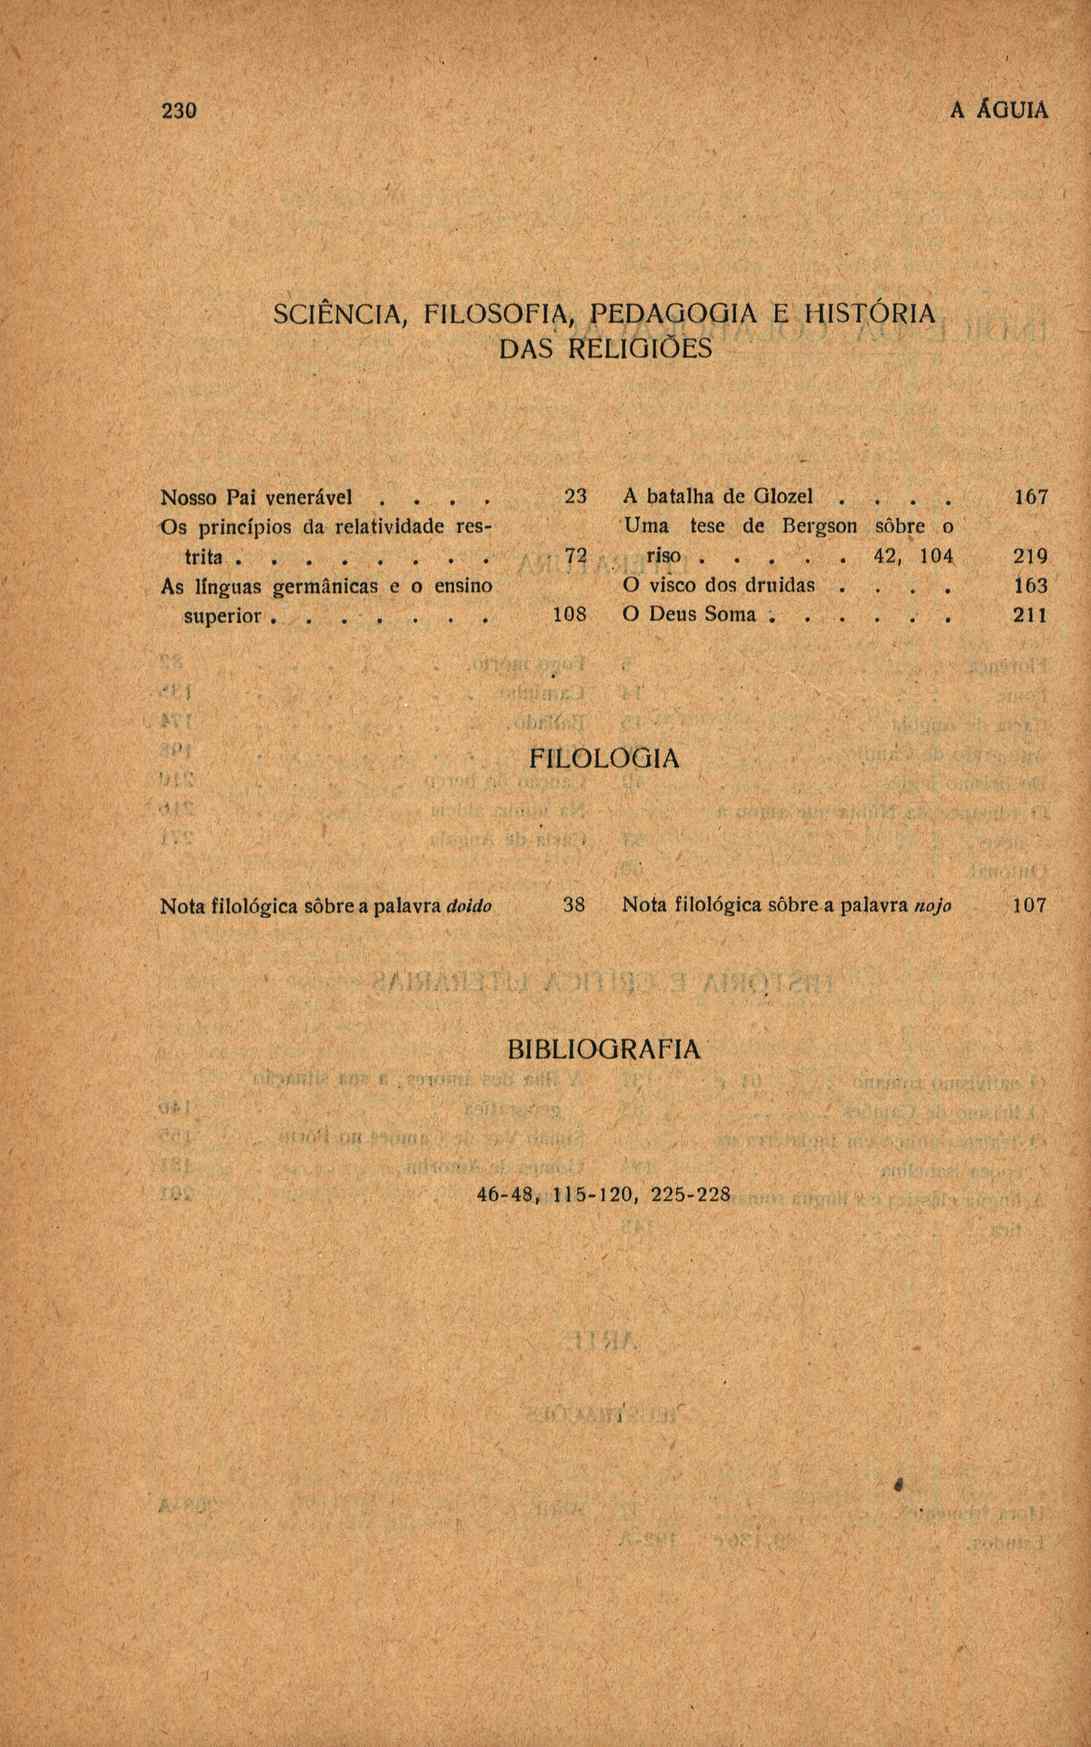 230 A ÁGUIA
SCIÊNCIA, FILOSOFIA, PEDAGOGIA E HISTÓRIA
DAS RELIGIÕES
Nosso Pai venerável . . . . 23
Os princípios da relatividade res-
trita . . . . . . . . 72
As línguas germânicas e o ensino
superior . . . . . . . 108
A batalha de Glozel . . . . 167
Uma tese de Bergson sôbre o
riso . . . . . 42, 104 219
O visco dos druidas . . . . 163
O Deus Soma . . . . . . 211
FILOLOGIA
Nota filológica sôbre a palavra doido 38
Nota filológica sôbre a palavra nojo 107
BIBLIOGRAFIA
46-48, 115-120, 225-228